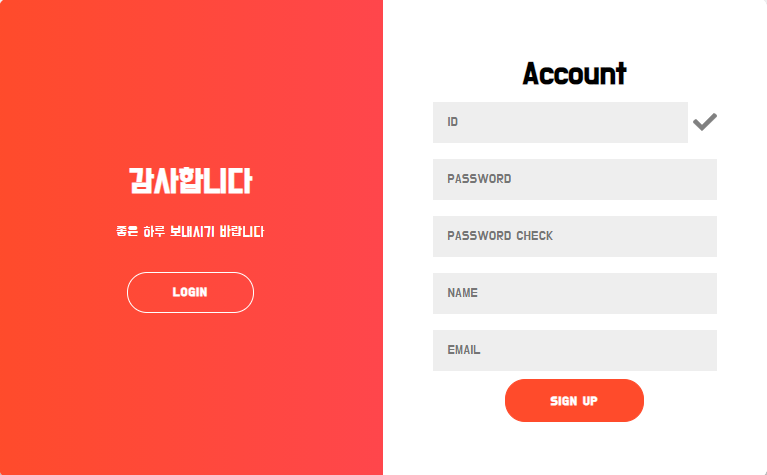 감사합니다
좋은 하루 보내시기 바랍니다
LOGIN
Account
ID
PASSWORD
PASSWORD CHECK
NAME
EMAIL
SIGN UP